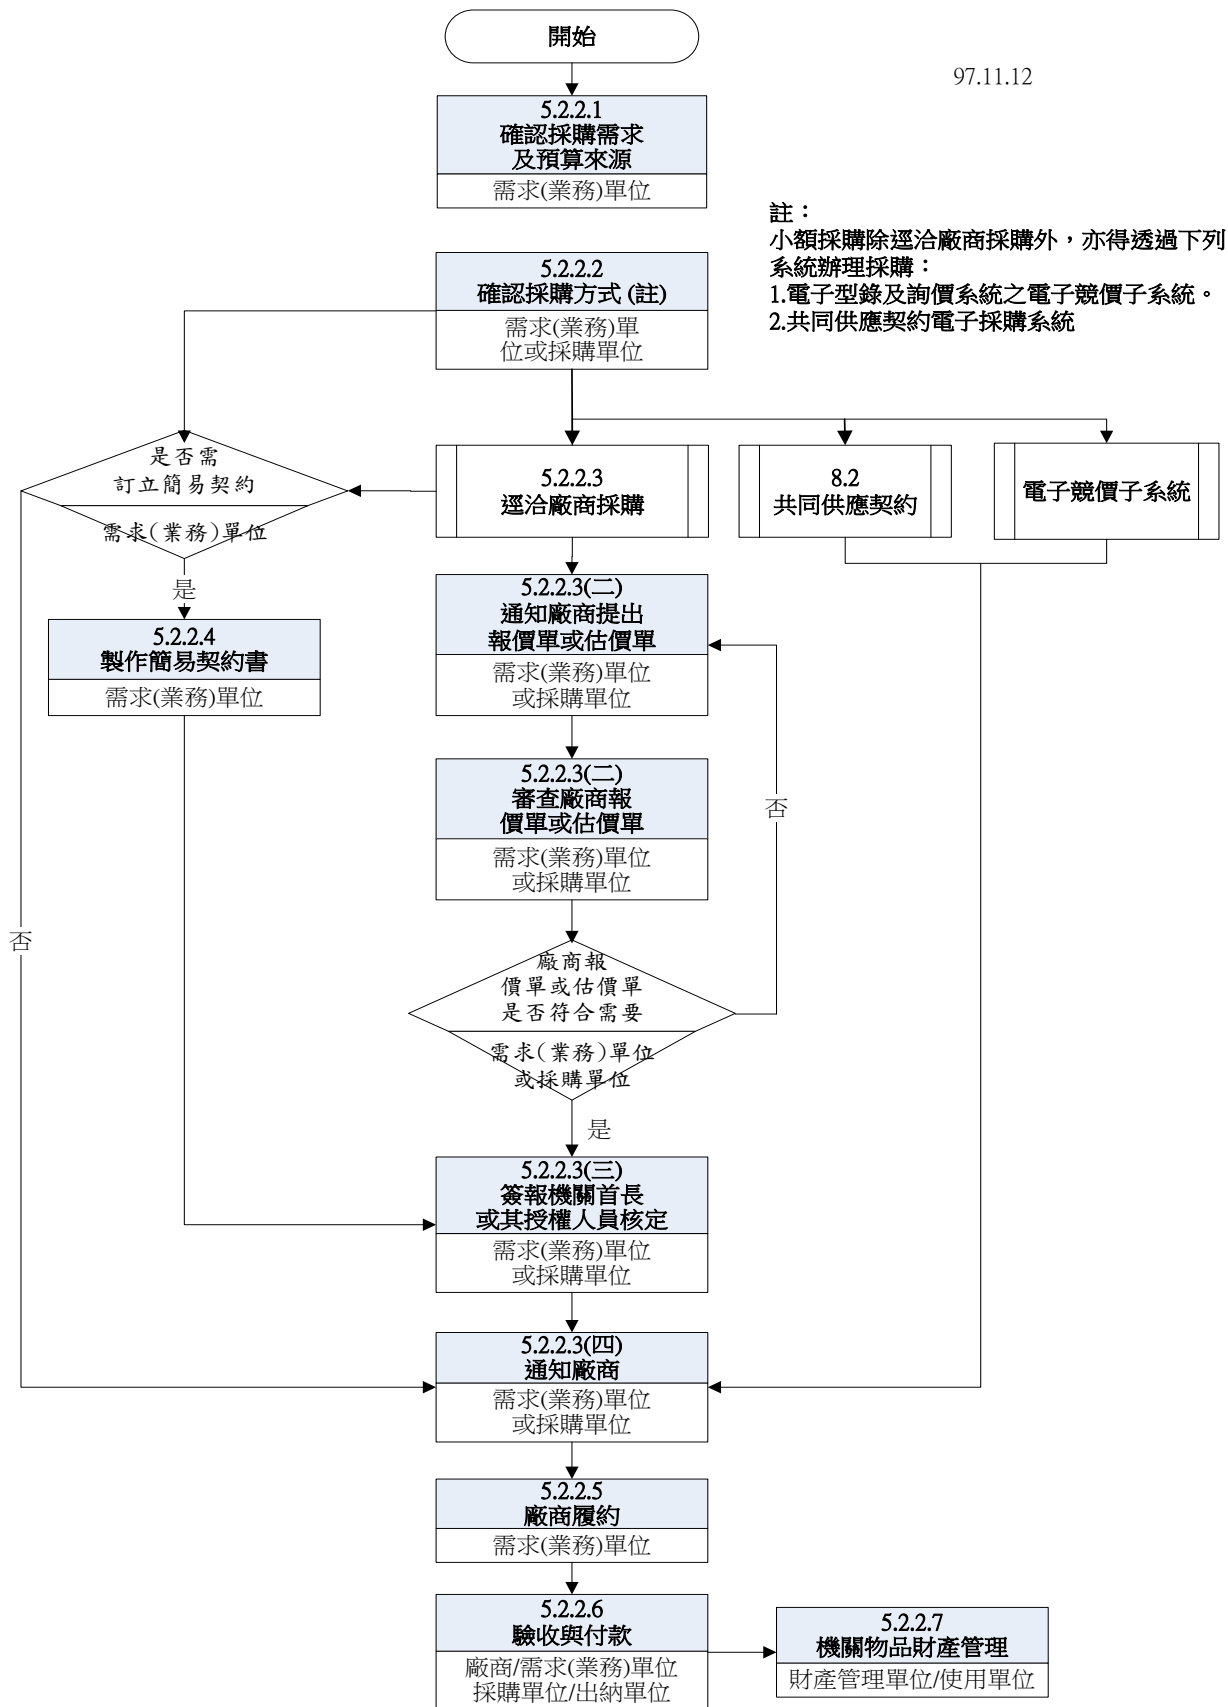 開始
97.11.12
5.2.2.1
確認採購需求
及預算來源
需求(業務)單位
註：
小額採購除逕洽廠商採購外，亦得透過下列
系統辦理採購：
1.電子型錄及詢價系統之電子競價子系統。
2.共同供應契約電子採購系統
5.2.2.2
確認採購方式 (註)
需求(業務)單
位或採購單位
是否需
訂立簡易契約
需求(業務)單位
5.2.2.3
逕洽廠商採購
8.2
共同供應契約
電子競價子系統
是
5.2.2.4
製作簡易契約書
需求(業務)單位
5.2.2.3(二)
通知廠商提出
報價單或估價單
需求(業務)單位
或採購單位
5.2.2.3(二)
審查廠商報
價單或估價單
需求(業務)單位
或採購單位
否
否
廠商報
價單或估價單
是否符合需要
需求(業務)單位
或採購單位
是
5.2.2.3(三)
簽報機關首長
或其授權人員核定
需求(業務)單位
或採購單位
5.2.2.3(四)
通知廠商
需求(業務)單位
或採購單位
5.2.2.5
廠商履約
需求(業務)單位
5.2.2.6
驗收與付款
廠商/需求(業務)單位
採購單位/出納單位
5.2.2.7
機關物品財產管理
財產管理單位/使用單位